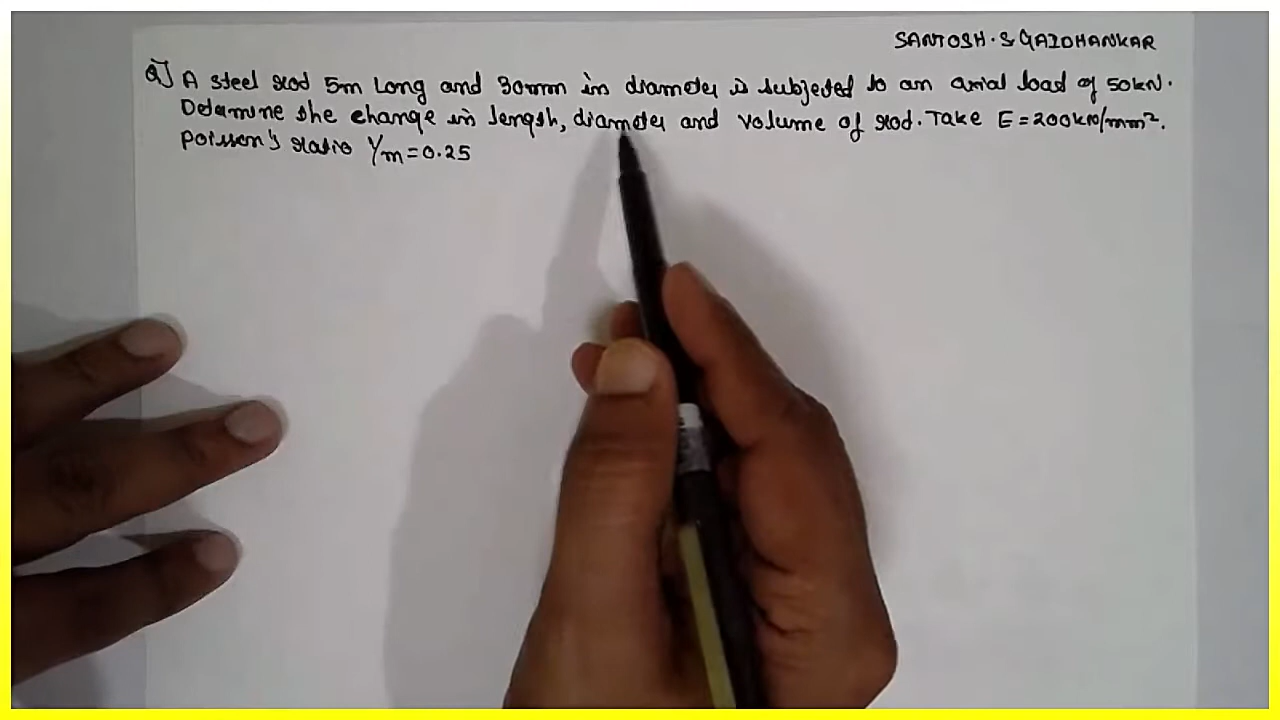 SANTOSH.S GAIDHANKAR
Q] A steel rod 5m Long and 30mm in diameter is subjected to an axial load of 50kN.
Detamine the change in length, diameter and volume of rod. Take E = 200kN/mm².
Poisson's ratio 1/m = 0.25